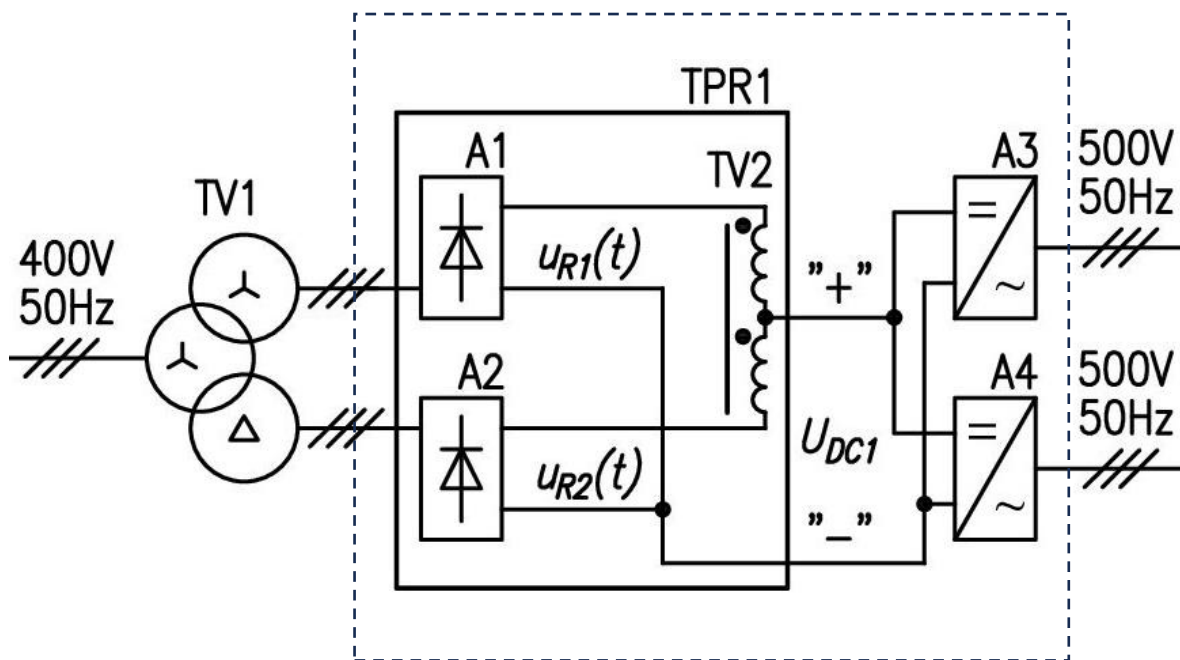 TPR1
A1
TV2
A3
500V
50Hz
TV1
400V
50Hz
u_R1(t)
"+"
A2
A4
500V
50Hz
U_DC1
u_R2(t)
"_"